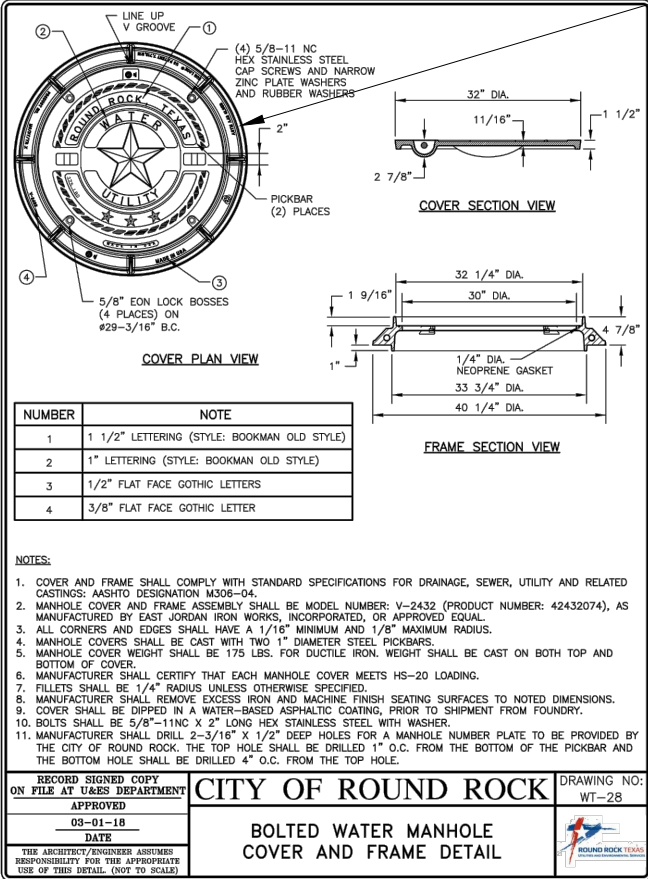 LINE UP
V GROOVE
2
1
(4) 5/8-11 NC
HEX STAINLESS STEEL
CAP SCREWS AND NARROW
ZINC PLATE WASHERS
AND RUBBER WASHERS
ROUND ROCK TEXAS
WATER
UTILITY
MADE IN USA
2"
PICKBAR
(2) PLACES
4
3
5/8" EON LOCK BOSSES
(4 PLACES) ON
ø29-3/16" B.C.
COVER PLAN VIEW
32" DIA.
11/16"
1 1/2"
2 7/8"
COVER SECTION VIEW
32 1/4" DIA.
1 9/16"
30" DIA.
4 7/8"
1"
1/4" DIA.
NEOPRENE GASKET
33 3/4" DIA.
40 1/4" DIA.
FRAME SECTION VIEW
NUMBER NOTE
1 1 1/2" LETTERING (STYLE: BOOKMAN OLD STYLE)
2 1" LETTERING (STYLE: BOOKMAN OLD STYLE)
3 1/2" FLAT FACE GOTHIC LETTERS
4 3/8" FLAT FACE GOTHIC LETTER
NOTES:
1. COVER AND FRAME SHALL COMPLY WITH STANDARD SPECIFICATIONS FOR DRAINAGE, SEWER, UTILITY AND RELATED
CASTINGS: AASHTO DESIGNATION M306-04.
2. MANHOLE COVER AND FRAME ASSEMBLY SHALL BE MODEL NUMBER: V-2432 (PRODUCT NUMBER: 42432074), AS
MANUFACTURED BY EAST JORDAN IRON WORKS, INCORPORATED, OR APPROVED EQUAL.
3. ALL CORNERS AND EDGES SHALL HAVE A 1/16" MINIMUM AND 1/8" MAXIMUM RADIUS.
4. MANHOLE COVERS SHALL BE CAST WITH TWO 1" DIAMETER STEEL PICKBARS.
5. MANHOLE COVER WEIGHT SHALL BE 175 LBS. FOR DUCTILE IRON. WEIGHT SHALL BE CAST ON BOTH TOP AND
BOTTOM OF COVER.
6. MANUFACTURER SHALL CERTIFY THAT EACH MANHOLE COVER MEETS HS-20 LOADING.
7. FILLETS SHALL BE 1/4" RADIUS UNLESS OTHERWISE SPECIFIED.
8. MANUFACTURER SHALL REMOVE EXCESS IRON AND MACHINE FINISH SEATING SURFACES TO NOTED DIMENSIONS.
9. COVER SHALL BE DIPPED IN A WATER-BASED ASPHALTIC COATING, PRIOR TO SHIPMENT FROM FOUNDRY.
10. BOLTS SHALL BE 5/8"-11NC X 2" LONG HEX STAINLESS STEEL WITH WASHER.
11. MANUFACTURER SHALL DRILL 2-3/16" X 1/2" DEEP HOLES FOR A MANHOLE NUMBER PLATE TO BE PROVIDED BY
THE CITY OF ROUND ROCK. THE TOP HOLE SHALL BE DRILLED 1" O.C. FROM THE BOTTOM OF THE PICKBAR AND
THE BOTTOM HOLE SHALL BE DRILLED 4" O.C. FROM THE TOP HOLE.
RECORD SIGNED COPY
ON FILE AT U&ES DEPARTMENT
APPROVED
03-01-18
DATE
THE ARCHITECT/ENGINEER ASSUMES
RESPONSIBILITY FOR THE APPROPRIATE
USE OF THIS DETAIL. (NOT TO SCALE)
CITY OF ROUND ROCK
BOLTED WATER MANHOLE
COVER AND FRAME DETAIL
DRAWING NO:
WT-28
ROUND ROCK TEXAS
UTILITIES AND ENVIRONMENTAL SERVICES